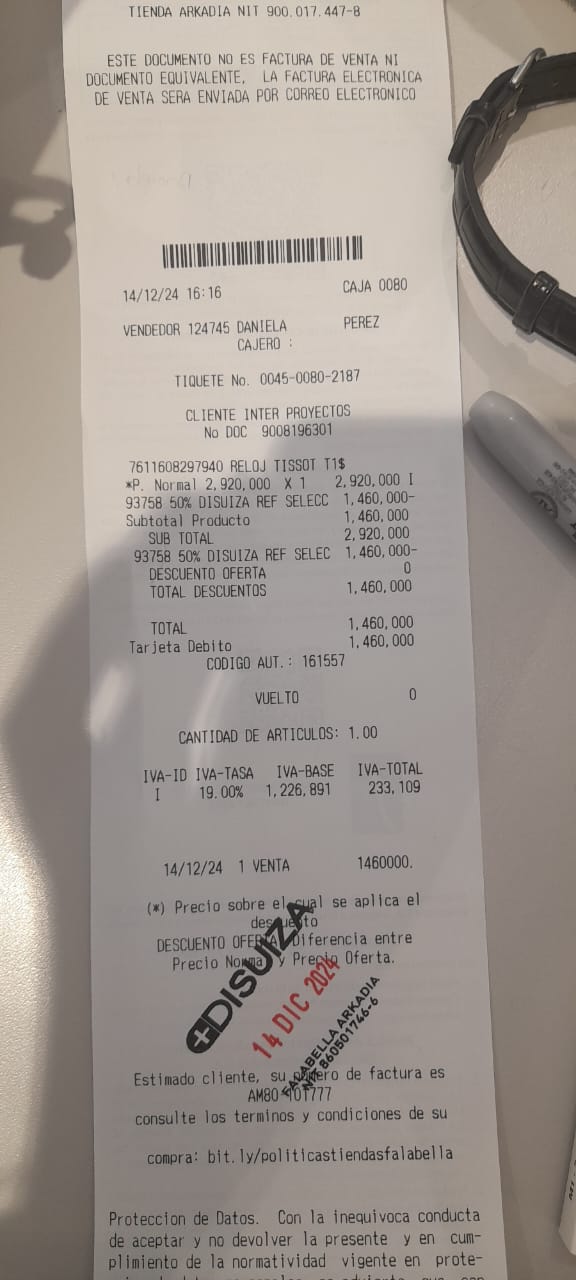 TIENDA ARKADIA NIT 900.017.447-8
ESTE DOCUMENTO NO ES FACTURA DE VENTA NI
DOCUMENTO EQUIVALENTE, LA FACTURA ELECTRONICA
DE VENTA SERA ENVIADA POR CORREO ELECTRONICO
14/12/24 16:16 CAJA 0080
VENDEDOR 124745 DANIELA PEREZ
CAJERO :
TIQUETE No. 0045-0080-2187
CLIENTE INTER PROYECTOS
No DOC 9008196301
7611608297940 RELOJ TISSOT T1$
*P. Normal 2,920,000 X 1 2,920,000 I
93758 50% DISUIZA REF SELECC 1,460,000-
Subtotal Producto 1,460,000
SUB TOTAL 2,920,000
93758 50% DISUIZA REF SELEC 1,460,000-
DESCUENTO OFERTA 0
TOTAL DESCUENTOS 1,460,000
TOTAL 1,460,000
Tarjeta Debito 1,460,000
CODIGO AUT.: 161557
VUELTO 0
CANTIDAD DE ARTICULOS: 1.00
IVA-ID IVA-TASA IVA-BASE IVA-TOTAL
I 19.00% 1,226,891 233,109
14/12/24 1 VENTA 1460000.
(*) Precio sobre el cual se aplica el
descuento
DESCUENTO OFERTA Diferencia entre
Precio Normal y Precio Oferta.
DISUIZA
14 DIC 2024
FALABELLA ARKADIA
NIT 860501746-6
Estimado cliente, su numero de factura es
AM80 101777
consulte los terminos y condiciones de su
compra: bit.ly/politicastiendasfalabella
Proteccion de Datos. Con la inequivoca conducta
de aceptar y no devolver la presente y en cum-
plimiento de la normatividad vigente en prote-